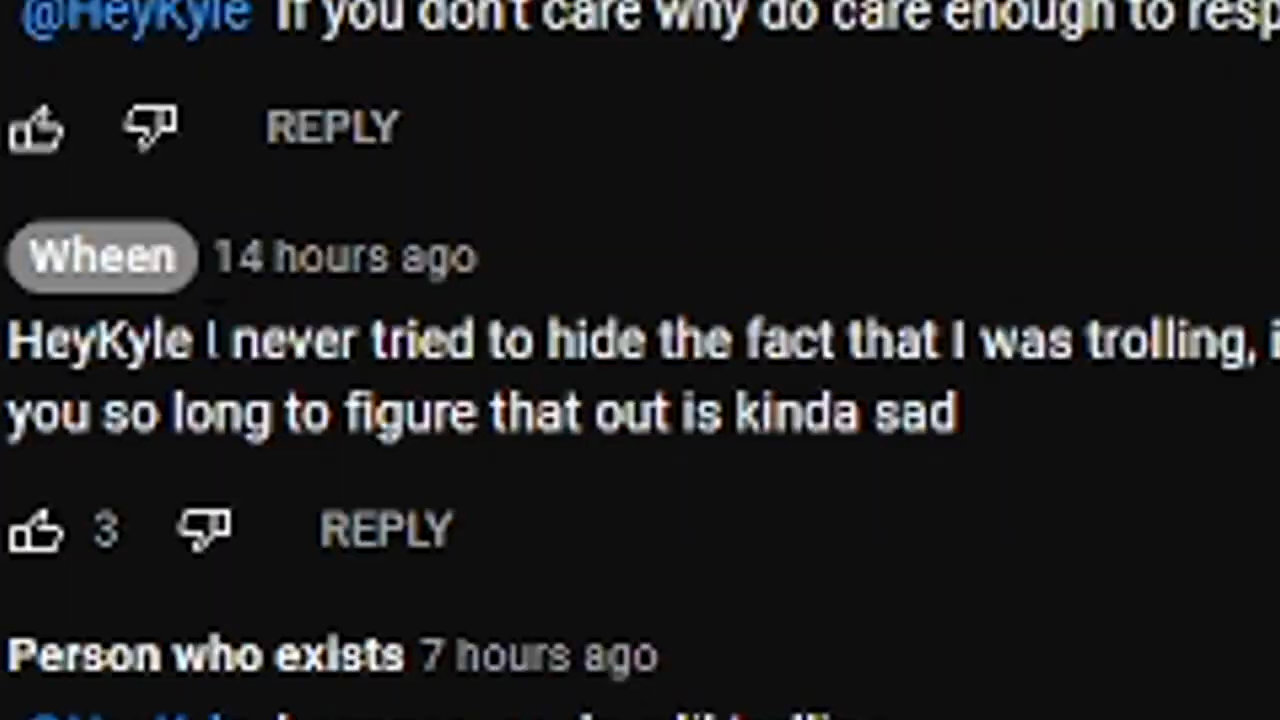 @HeyKyle If you don't care why do care enough to resp
REPLY
Wheen 14 hours ago
HeyKyle I never tried to hide the fact that I was trolling, i
you so long to figure that out is kinda sad
3 REPLY
Person who exists 7 hours ago